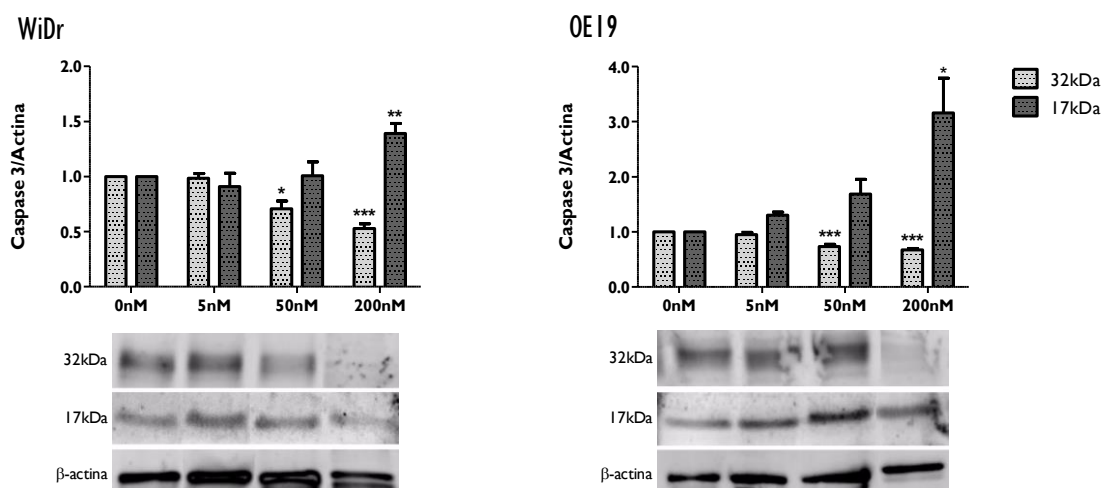 WiDr
2.0
1.5
1.0
0.5
0.0
Caspase 3/Actina
*
***
**
0nM 5nM 50nM 200nM
32kDa
17kDa
β-actina
OE19
4.0
3.0
2.0
1.0
0.0
Caspase 3/Actina
***
***
*
0nM 5nM 50nM 200nM
32kDa
17kDa
β-actina
32kDa
17kDa